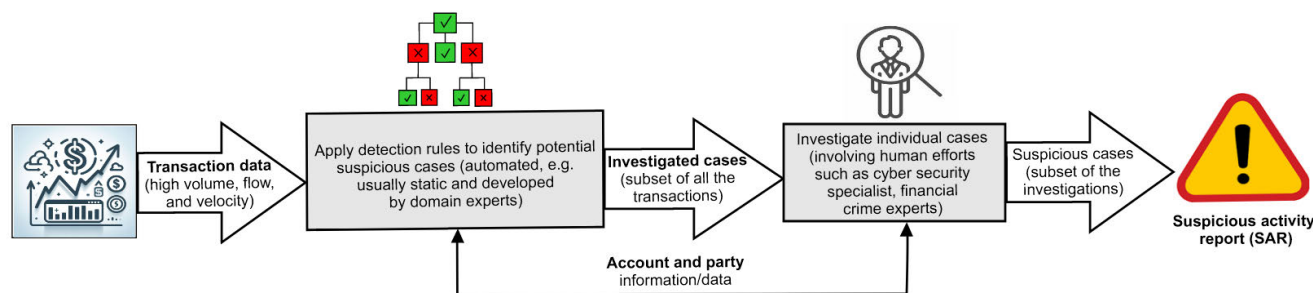 Transaction data
(high volume, flow,
and velocity)
Apply detection rules to identify potential
suspicious cases (automated, e.g.
usually static and developed
by domain experts)
Investigated cases
(subset of all the
transactions)
Investigate individual cases
(involving human efforts
such as cyber security
specialist, financial
crime experts)
Suspicious cases
(subset of the
investigations)
Suspicious activity
report (SAR)
Account and party
information/data